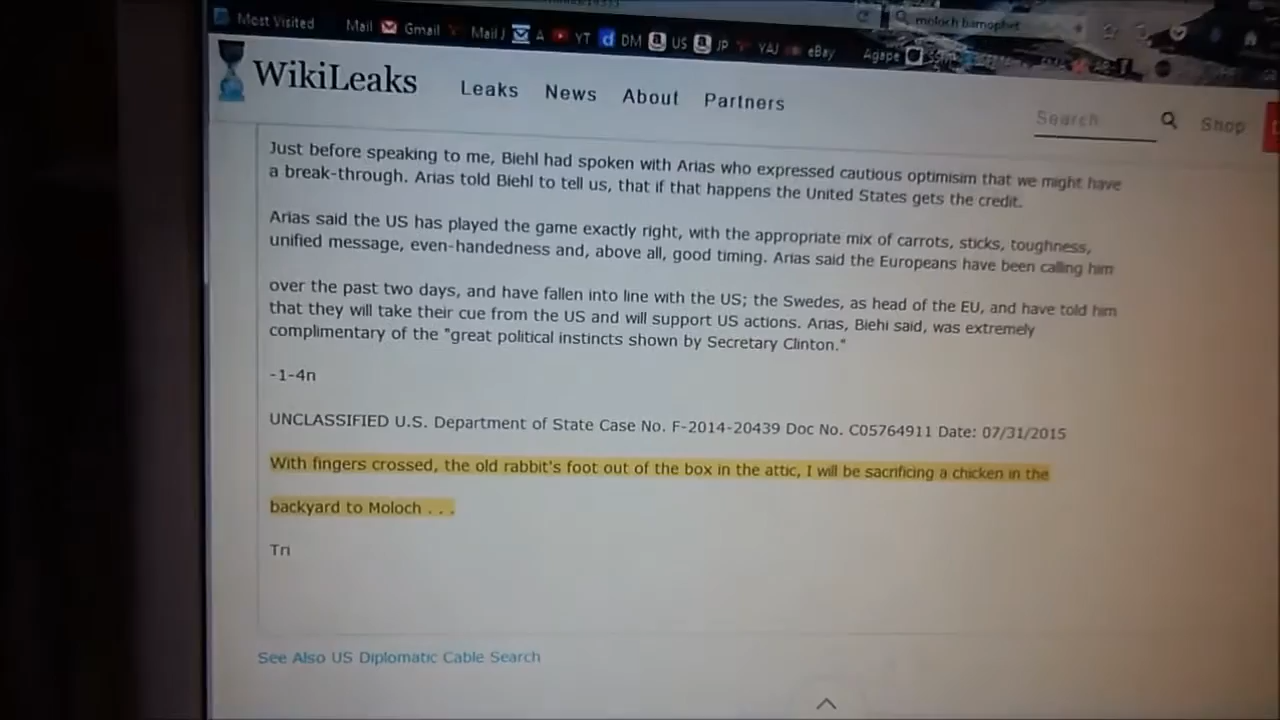 Most Visited Mail Gmail Mail J A YT DM US JP YAJ eBay Agape
moloch bamophet
WikiLeaks Leaks News About Partners
Search Shop
Just before speaking to me, Biehl had spoken with Arias who expressed cautious optimisim that we might have
a break-through. Arias told Biehl to tell us, that if that happens the United States gets the credit.
Arias said the US has played the game exactly right, with the appropriate mix of carrots, sticks, toughness,
unified message, even-handedness and, above all, good timing. Arias said the Europeans have been calling him
over the past two days, and have fallen into line with the US; the Swedes, as head of the EU, and have told him
that they will take their cue from the US and will support US actions. Arias, Biehi said, was extremely
complimentary of the "great political instincts shown by Secretary Clinton."
-1-4n
UNCLASSIFIED U.S. Department of State Case No. F-2014-20439 Doc No. C05764911 Date: 07/31/2015
With fingers crossed, the old rabbit's foot out of the box in the attic, I will be sacrificing a chicken in the
backyard to Moloch . . .
Tri
See Also US Diplomatic Cable Search